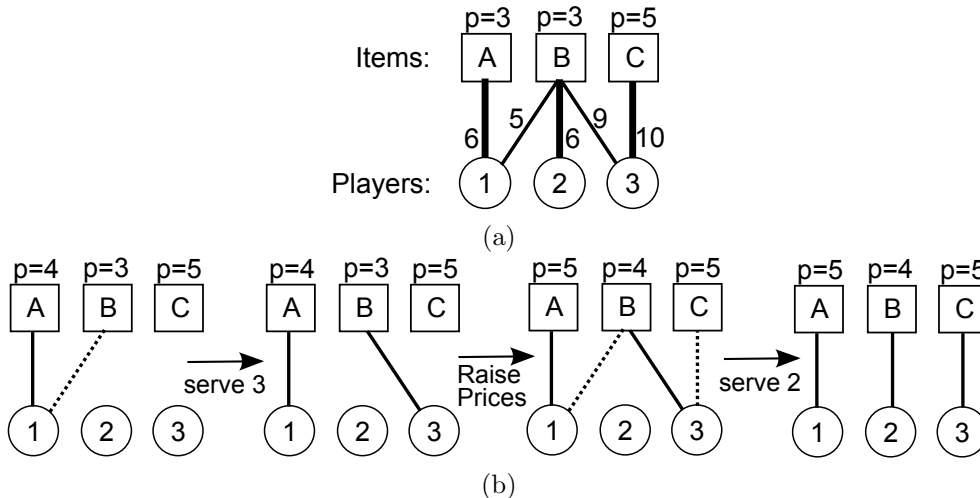 p=3 p=3 p=5
Items: A B C
5 9
6 6 10
Players: 1 2 3
(a)
p=4 p=3 p=5 p=4 p=3 p=5 p=5 p=4 p=5 p=5 p=4 p=5
A B C A B C A B C A B C
serve 3 Raise Prices serve 2
1 2 3 1 2 3 1 2 3 1 2 3
(b)